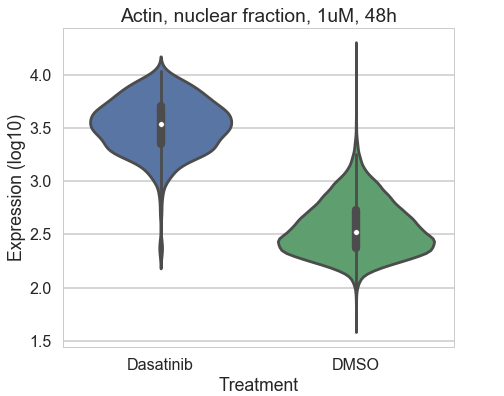 Actin, nuclear fraction, 1uM, 48h
Expression (log10)
4.0
3.5
3.0
2.5
2.0
1.5
Dasatinib DMSO
Treatment